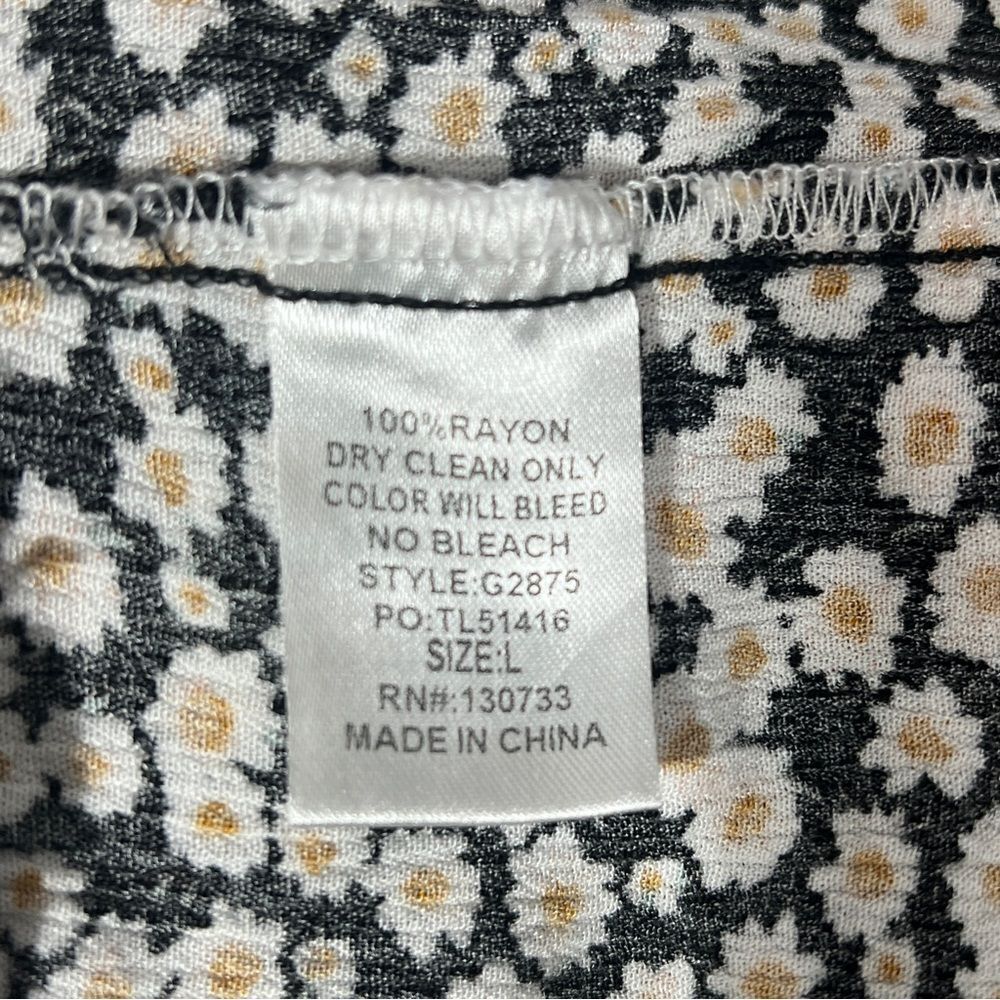 100%RAYON
DRY CLEAN ONLY
COLOR WILL BLEED
NO BLEACH
STYLE:G2875
PO:TL51416
SIZE:L
RN#:130733
MADE IN CHINA